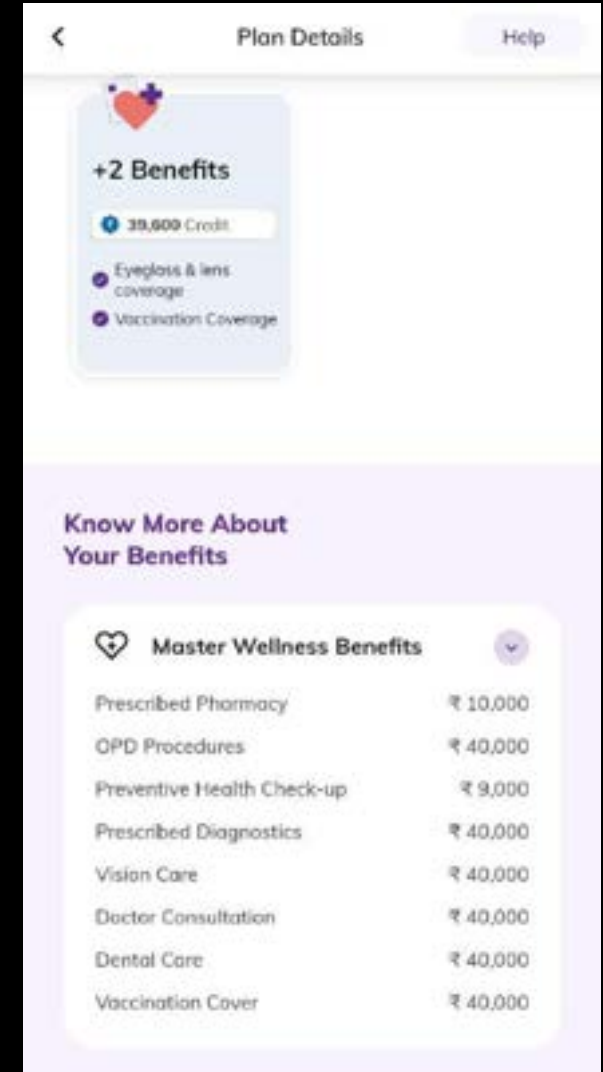 Plan Details
Help
+2 Benefits
₹ 39,600 Credit
Eyeglass & lens
coverage
Vaccination Coverage
Know More About
Your Benefits
Master Wellness Benefits
Prescribed Pharmacy ₹ 10,000
OPD Procedures ₹ 40,000
Preventive Health Check-up ₹ 9,000
Prescribed Diagnostics ₹ 40,000
Vision Care ₹ 40,000
Doctor Consultation ₹ 40,000
Dental Care ₹ 40,000
Vaccination Cover ₹ 40,000